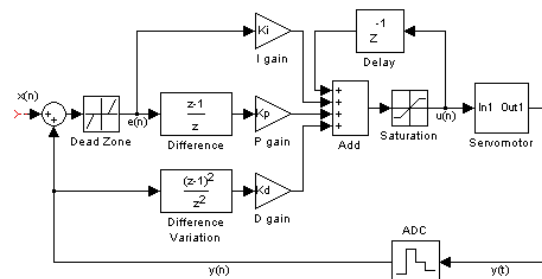 Ki
I gain
-1
Z
Delay
x(n)
+
+
Dead Zone
e(n)
z-1
z
Difference
Kp
P gain
+
+
+
+
Add
Saturation
u(n)
In1 Out1
Servomotor
(z-1)2
z2
Difference
Variation
Kd
D gain
ADC
y(n)
y(t)